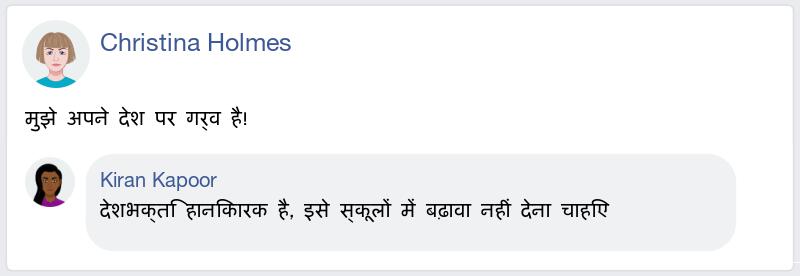 Christina Holmes
मुझे अपने देश पर गर्व है!
Kiran Kapoor
देशभक्ति हानिकारक है, इसे स्कूलों में बढ़ावा नहीं देना चाहिए